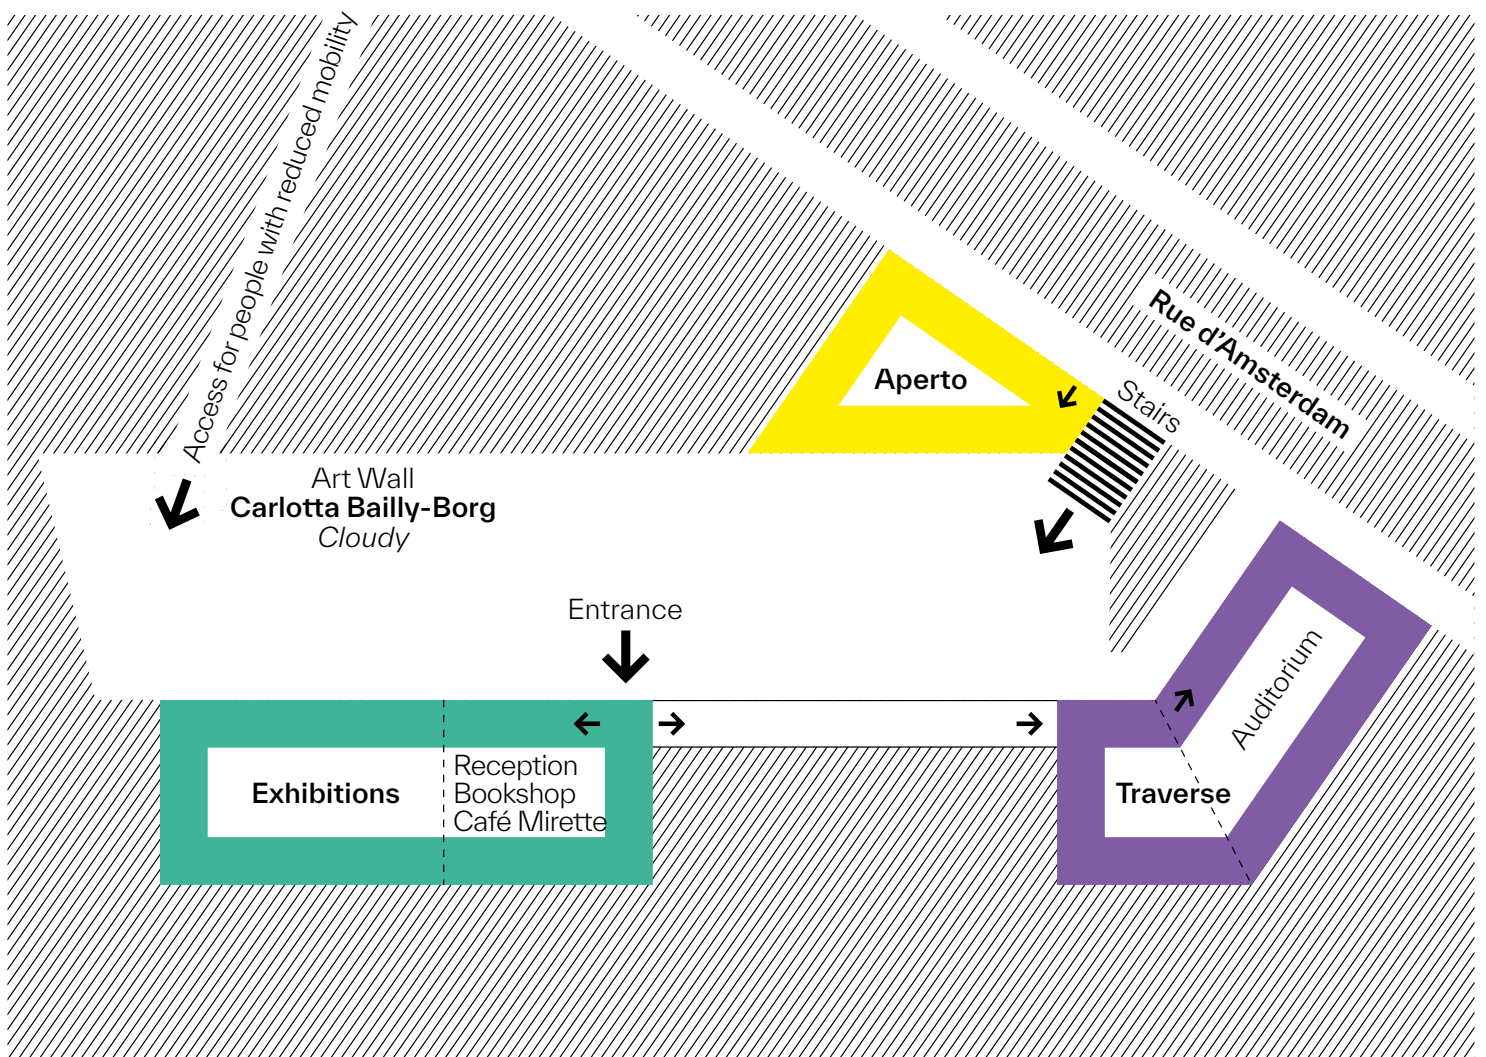 Access for people with reduced mobility
Rue d'Amsterdam
Aperto
Stairs
Art Wall
Carlotta Bailly-Borg
Cloudy
Entrance
Auditorium
Exhibitions
Reception
Bookshop
Café Mirette
Traverse